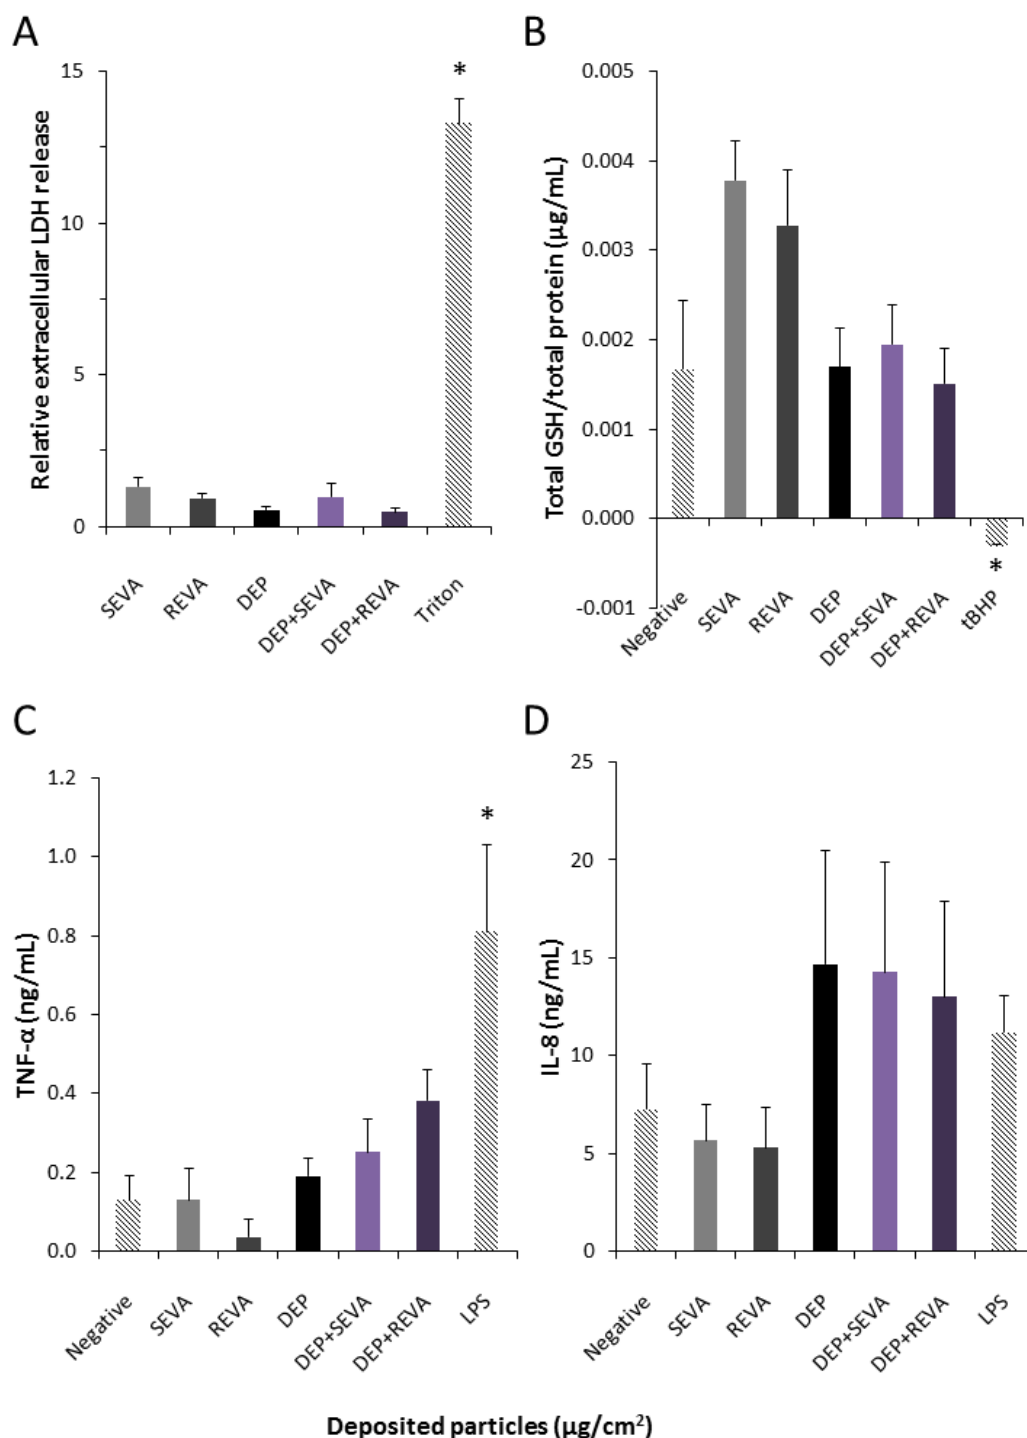 A
Relative extracellular LDH release
15
10
5
0
*
SEVA
REVA
DEP
DEP+SEVA
DEP+REVA
Triton
B
Total GSH/total protein (µg/mL)
0.005
0.004
0.003
0.002
0.001
0.000
-0.001
*
Negative
SEVA
REVA
DEP
DEP+SEVA
DEP+REVA
tBHP
C
TNF-α (ng/mL)
1.2
1.0
0.8
0.6
0.4
0.2
0.0
*
Negative
SEVA
REVA
DEP
DEP+SEVA
DEP+REVA
LPS
D
IL-8 (ng/mL)
25
20
15
10
5
0
Negative
SEVA
REVA
DEP
DEP+SEVA
DEP+REVA
LPS
Deposited particles (µg/cm²)